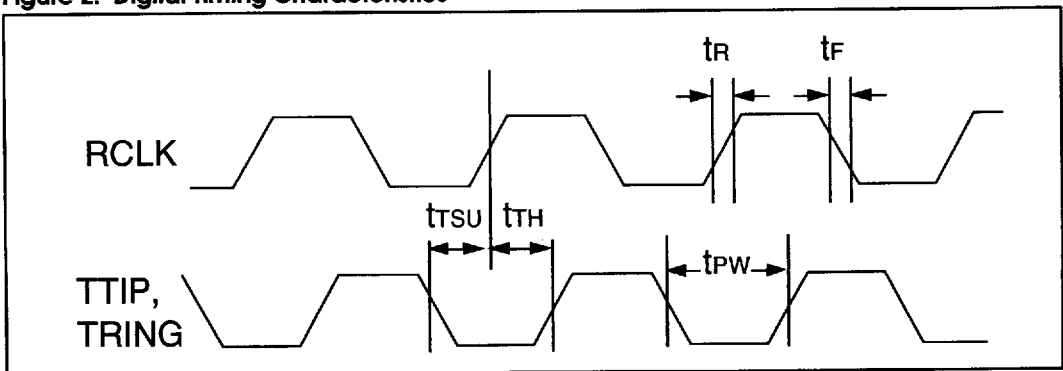 Figure 2. Digital Timing Characteristics
tR tF
RCLK
tTSU tTH
tPW
TTIP,
TRING